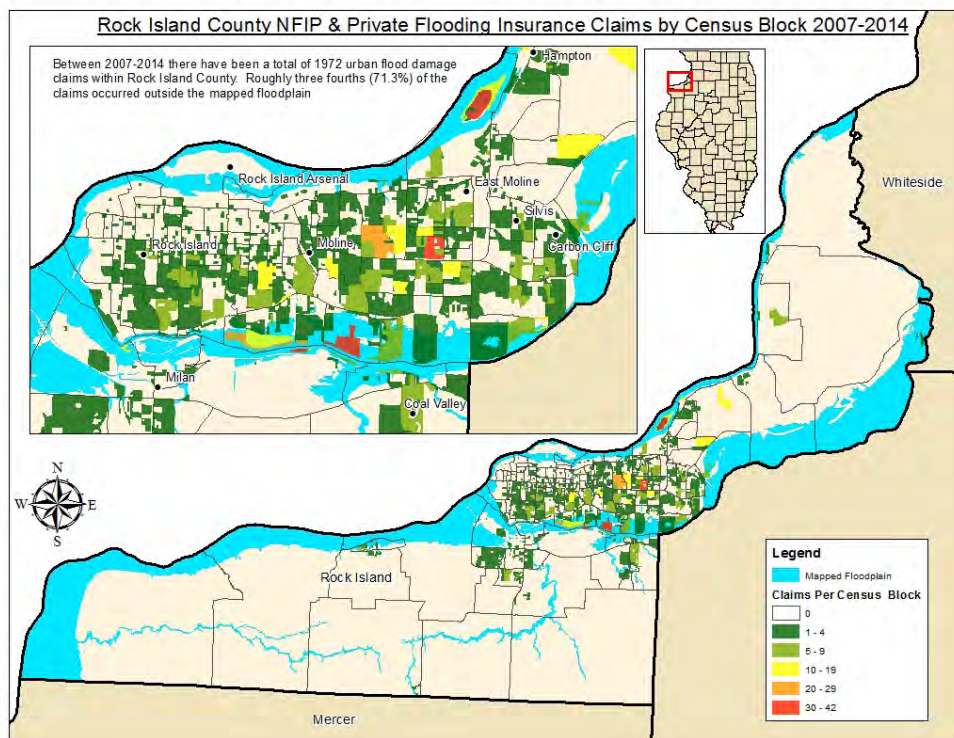 Rock Island County NFIP & Private Flooding Insurance Claims by Census Block 2007-2014
Between 2007-2014 there have been a total of 1972 urban flood damage
claims within Rock Island County. Roughly three fourths (71.3%) of the
claims occurred outside the mapped floodplain
Hampton
Rock Island Arsenal
East Moline
Silvis
Rock Island
Moline
Carbon Cliff
Milan
Coal Valley
Whiteside
N
W E
S
Rock Island
Mercer
Legend
Mapped Floodplain
Claims Per Census Block
0
1 - 4
5 - 9
10 - 19
20 - 29
30 - 42